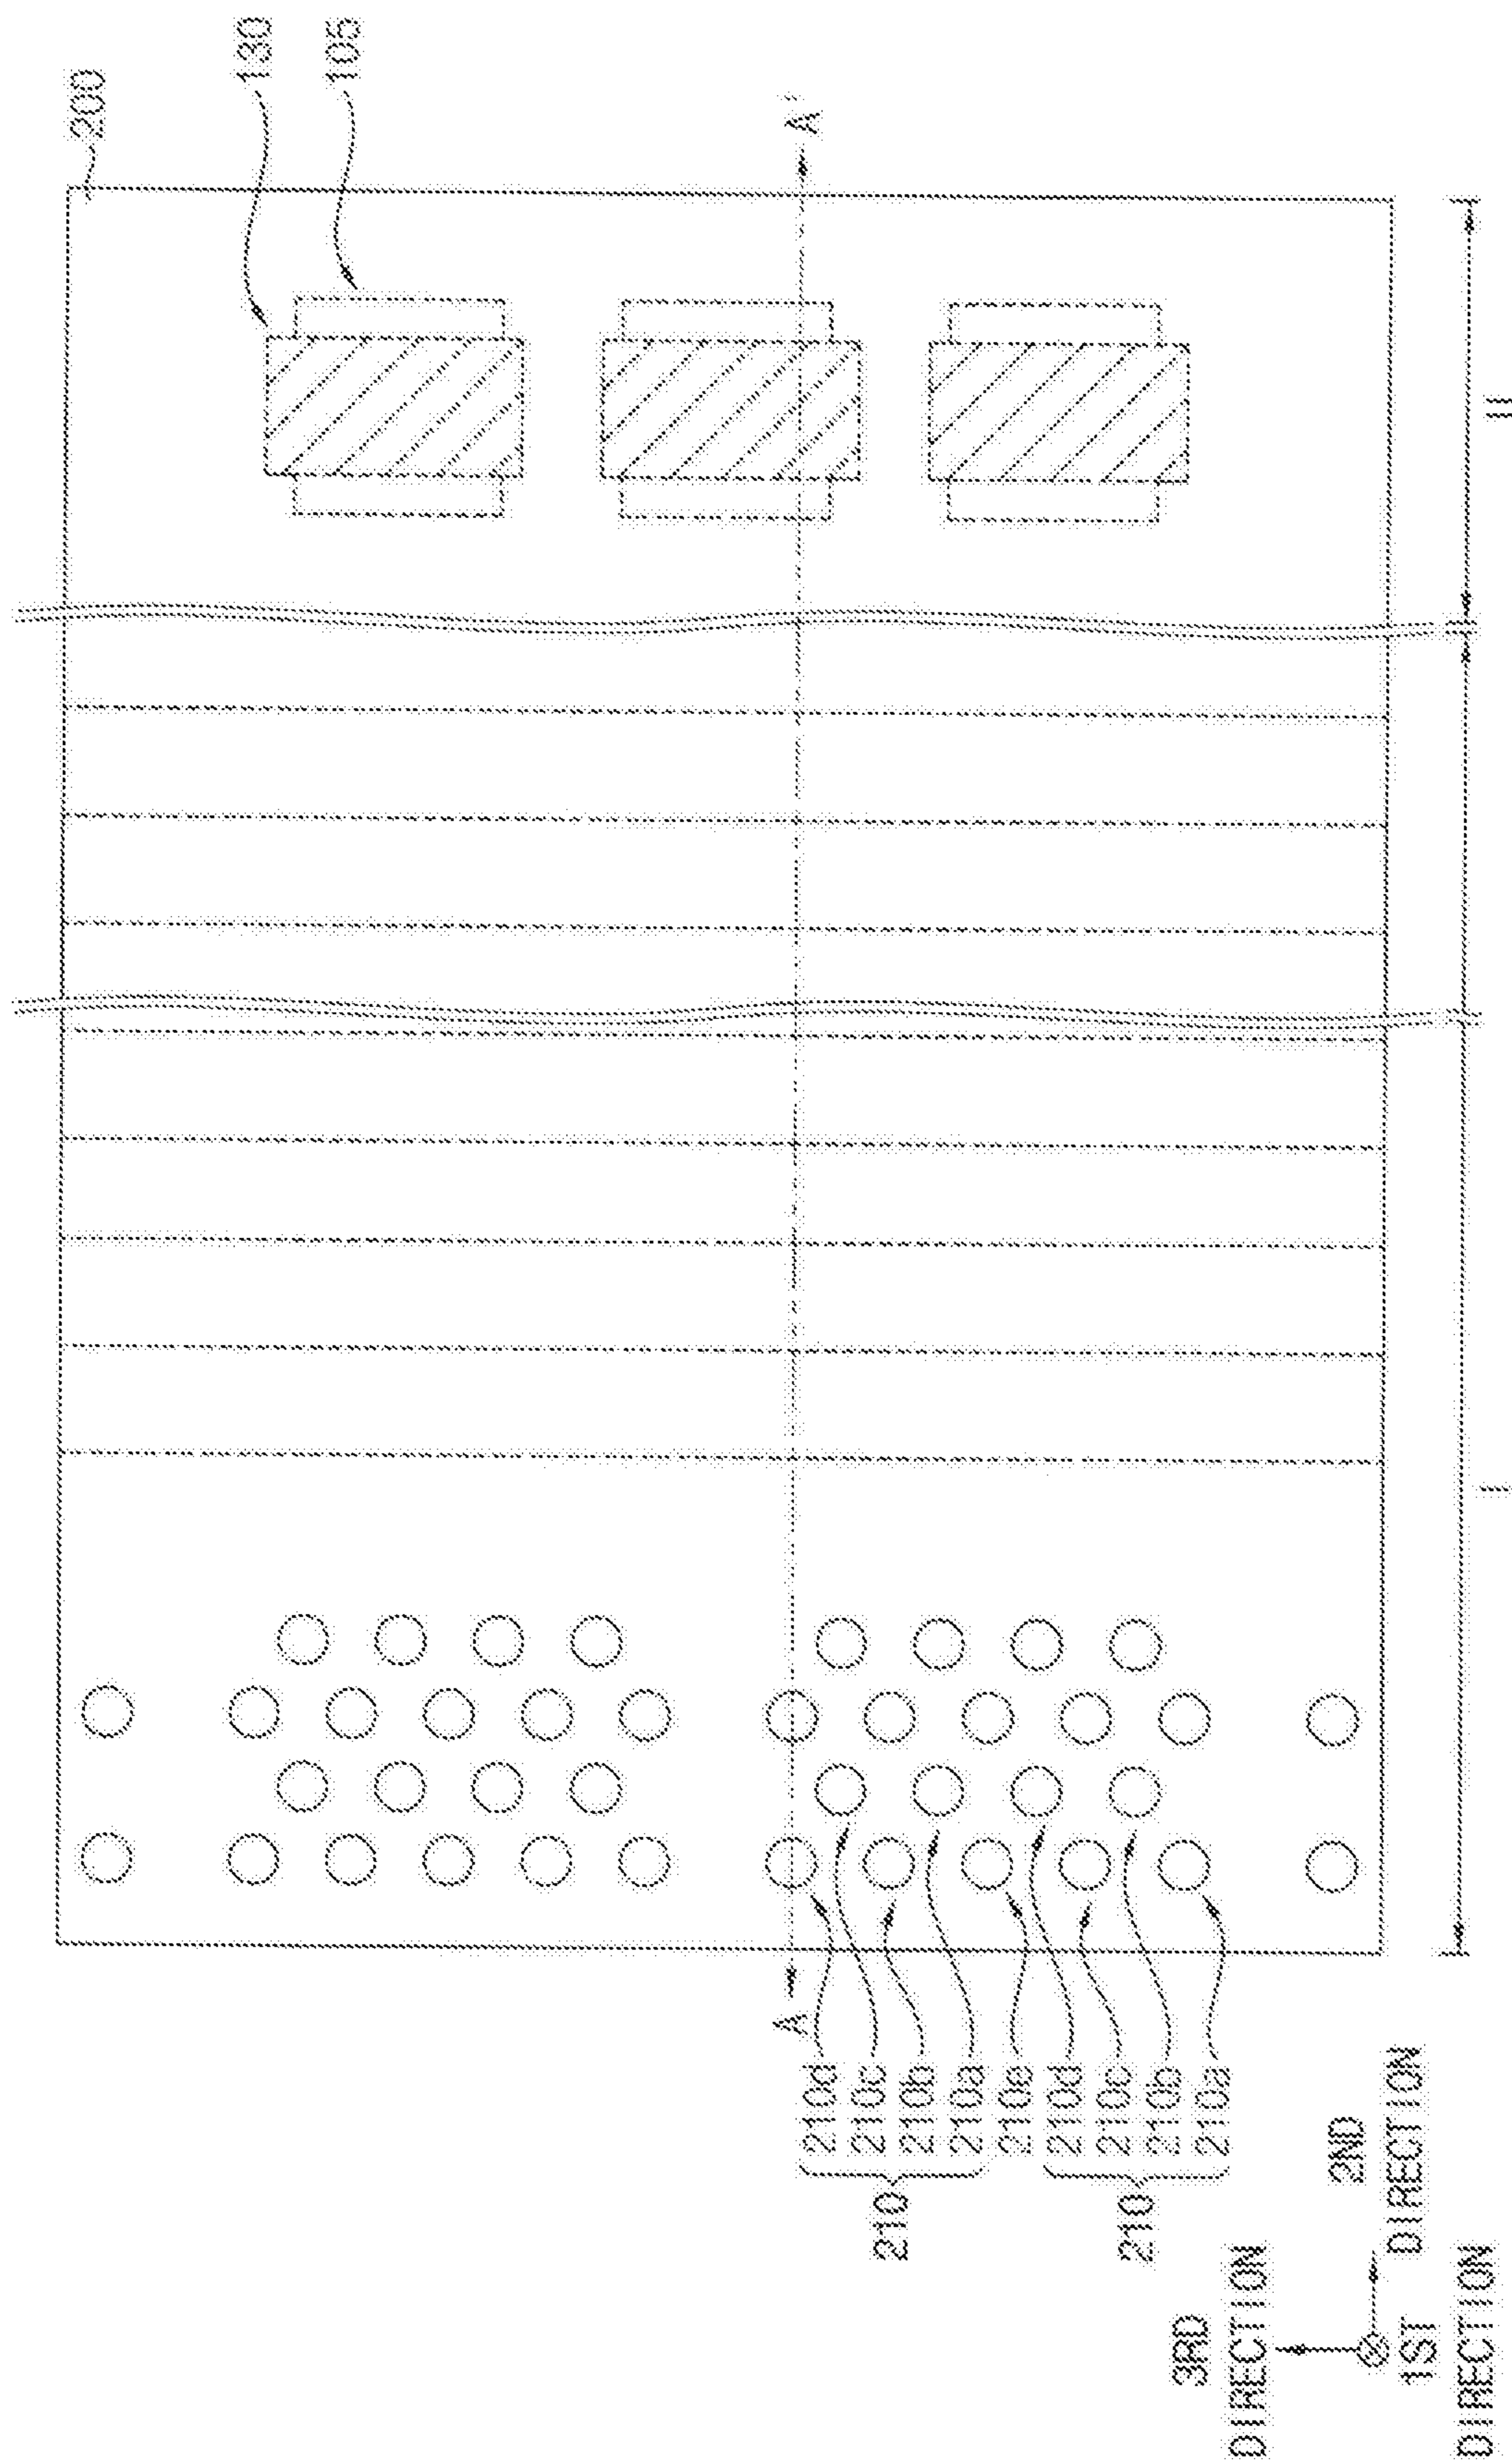 130
105
200
A'
II
I
A
210d
210c
210b
210a
210e
210d
210c
210b
210a
210
210
3RD
DIRECTION
2ND
DIRECTION
1ST
DIRECTION